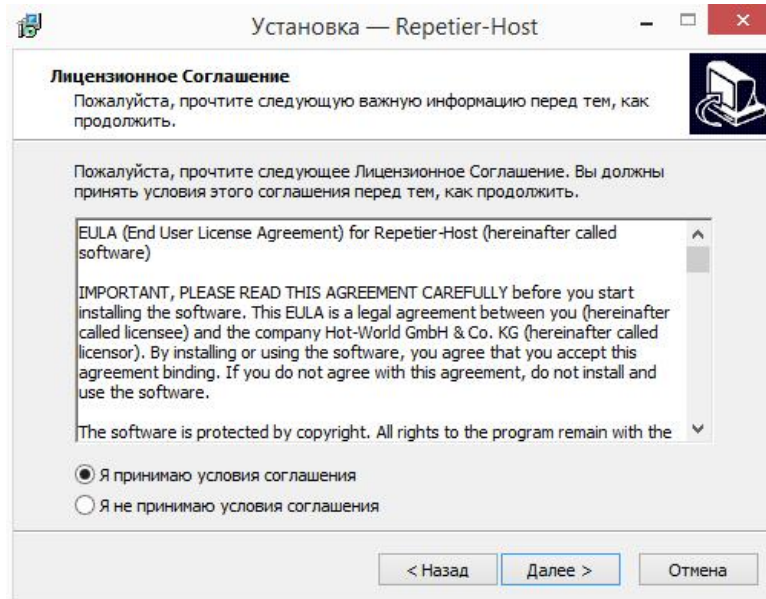 Установка — Repetier-Host
Лицензионное Соглашение
Пожалуйста, прочтите следующую важную информацию перед тем, как
продолжить.
Пожалуйста, прочтите следующее Лицензионное Соглашение. Вы должны
принять условия этого соглашения перед тем, как продолжить.
EULA (End User License Agreement) for Repetier-Host (hereinafter called
software)
IMPORTANT, PLEASE READ THIS AGREEMENT CAREFULLY before you start
installing the software. This EULA is a legal agreement between you (hereinafter
called licensee) and the company Hot-World GmbH & Co. KG (hereinafter called
licensor). By installing or using the software, you agree that you accept this
agreement binding. If you do not agree with this agreement, do not install and
use the software.
The software is protected by copyright. All rights to the program remain with the
Я принимаю условия соглашения
Я не принимаю условия соглашения
< Назад Далее > Отмена